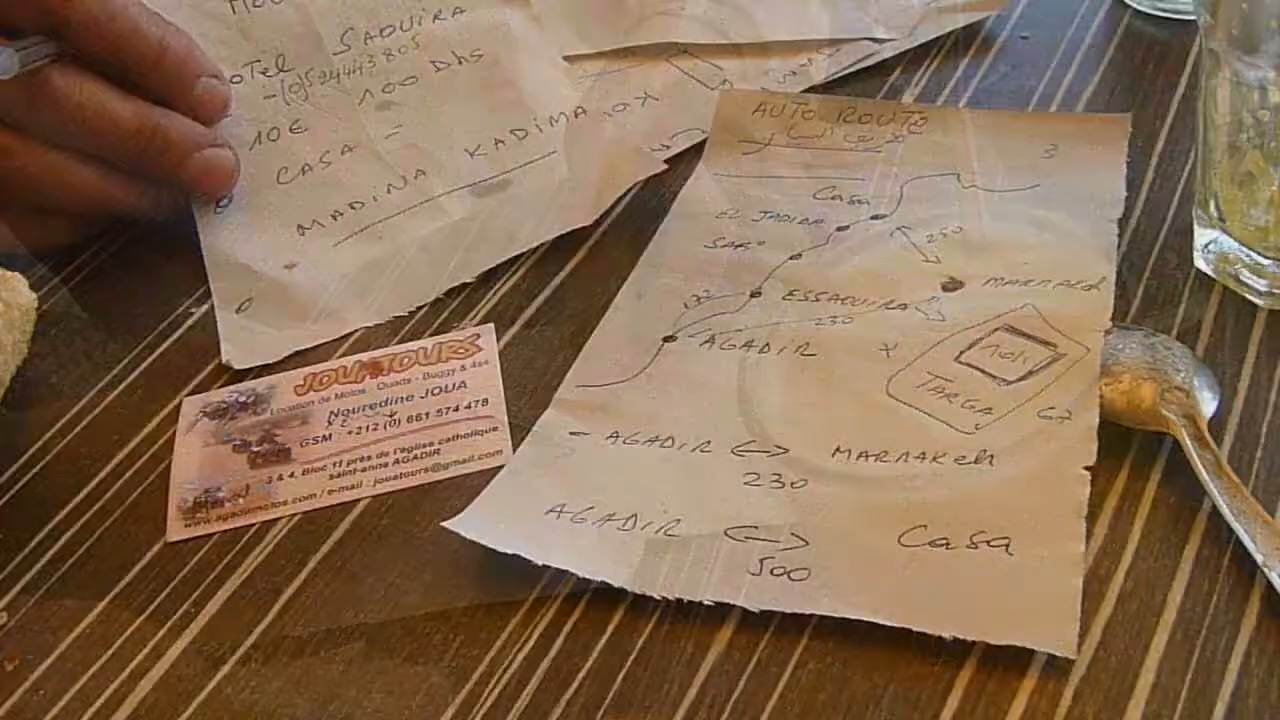 HOTEL SAOUIRA
-(0)524443805
10€ 100 Dhs
CASA =
MADINA KADIMA
JOUATOURS
Location de Motos - Quads - Buggy & 4x4
Nouredine JOUA
GSM : +212 (0) 661 574 478
3 & 4, Bloc 11 près de l'église catholique
saint-anne AGADIR
www.agadirmotos.com / e-mail : jouatours@gmail.com
AUTO ROUTE
3
Casa
EL JADIDA
250
SAFI
MARRAKECH
ESSAOUIRA
230
AGADIR
TARGA
67
- AGADIR <-> MARRAKECH
230
AGADIR <-> Casa
500